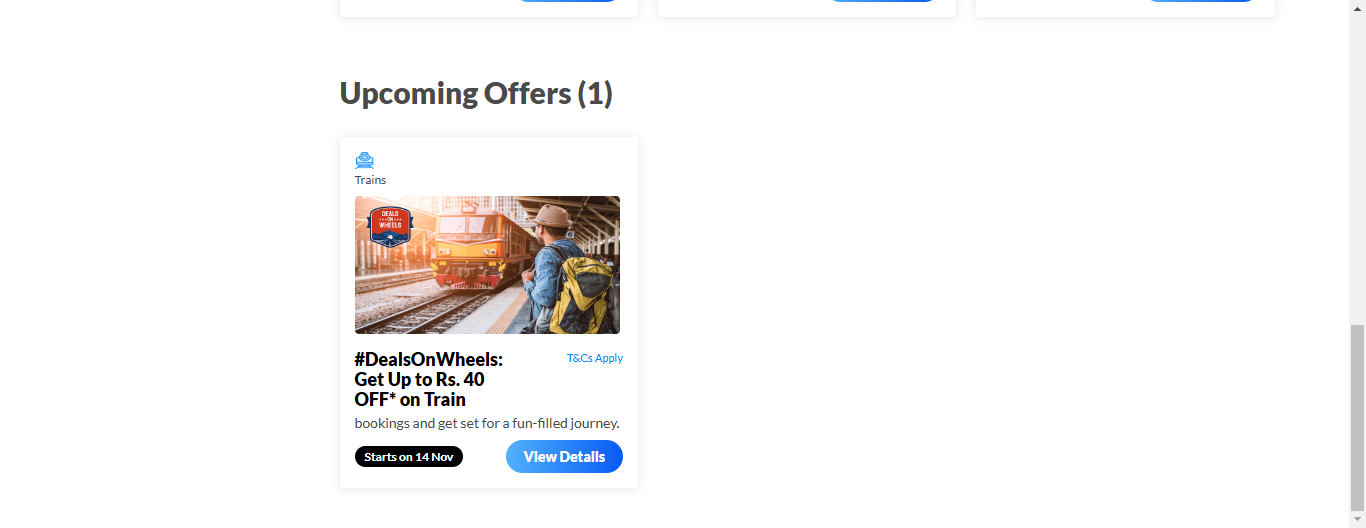 Upcoming Offers (1)
Trains
DEALS
ON
WHEELS
#DealsOnWheels:
T&Cs Apply
Get Up to Rs. 40
OFF* on Train
bookings and get set for a fun-filled journey.
Starts on 14 Nov
View Details